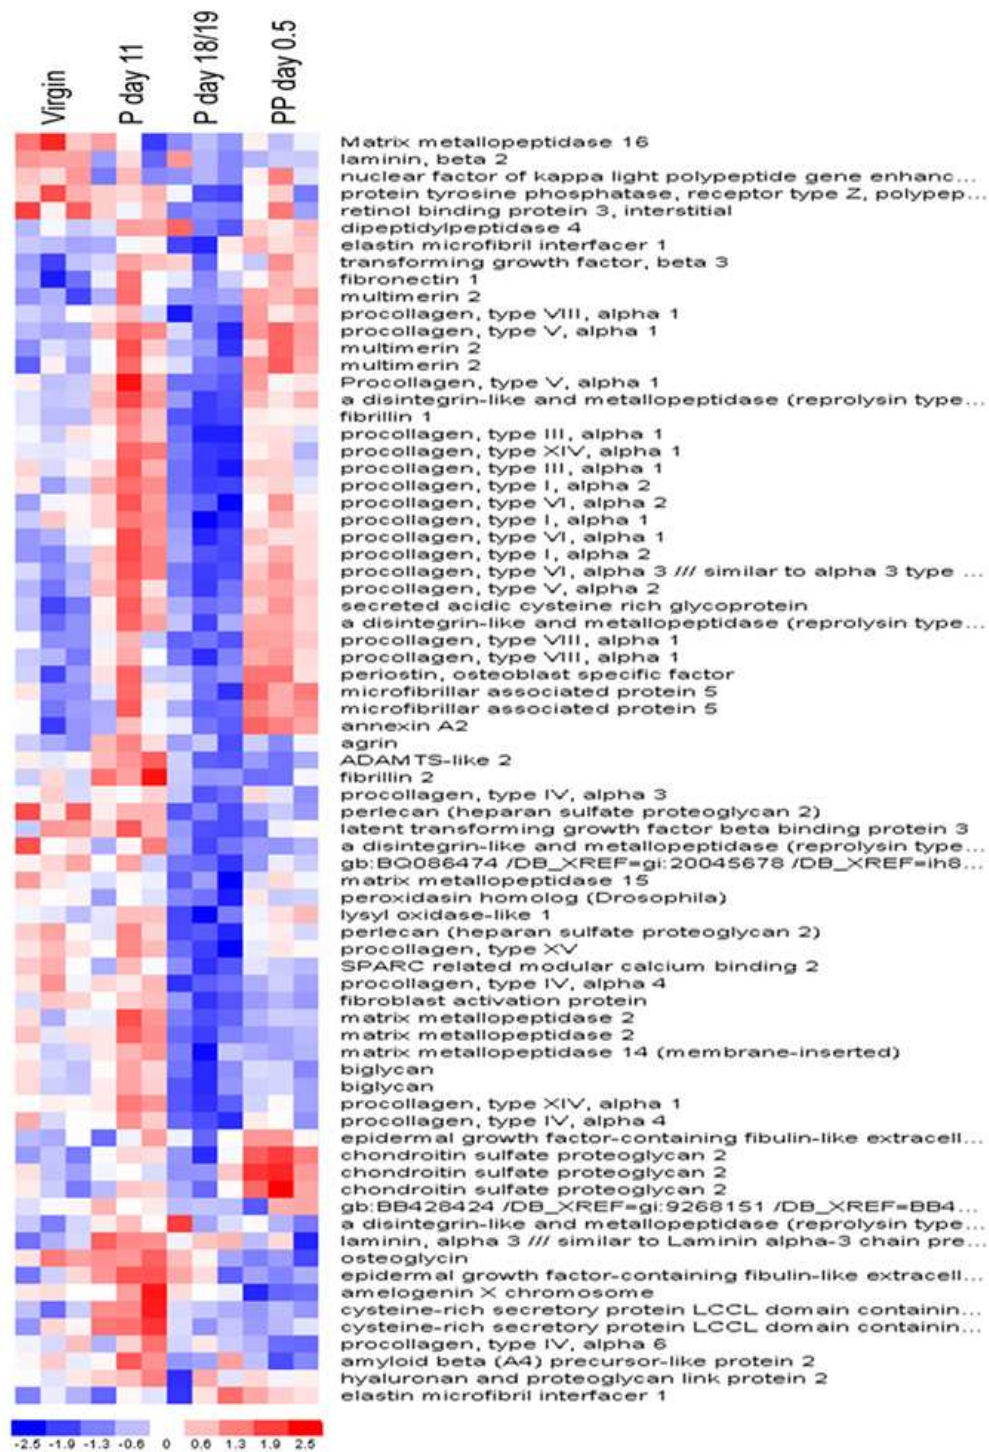 Virgin
P day 11
P day 18/19
PP day 0.5
Matrix metallopeptidase 16
laminin, beta 2
nuclear factor of kappa light polypeptide gene enhanc...
protein tyrosine phosphatase, receptor type Z, polypep...
retinol binding protein 3, interstitial
dipeptidylpeptidase 4
elastin microfibril interfacer 1
transforming growth factor, beta 3
fibronectin 1
multimerin 2
procollagen, type VIII, alpha 1
procollagen, type V, alpha 1
multimerin 2
multimerin 2
Procollagen, type V, alpha 1
a disintegrin-like and metallopeptidase (reprolysin type...
fibrillin 1
procollagen, type III, alpha 1
procollagen, type XIV, alpha 1
procollagen, type III, alpha 1
procollagen, type I, alpha 2
procollagen, type VI, alpha 2
procollagen, type I, alpha 1
procollagen, type VI, alpha 1
procollagen, type I, alpha 2
procollagen, type VI, alpha 3 /// similar to alpha 3 type ...
procollagen, type V, alpha 2
secreted acidic cysteine rich glycoprotein
a disintegrin-like and metallopeptidase (reprolysin type...
procollagen, type VIII, alpha 1
procollagen, type VIII, alpha 1
periostin, osteoblast specific factor
microfibrillar associated protein 5
microfibrillar associated protein 5
annexin A2
agrin
ADAMTS-like 2
fibrillin 2
procollagen, type IV, alpha 3
perlecan (heparan sulfate proteoglycan 2)
latent transforming growth factor beta binding protein 3
a disintegrin-like and metallopeptidase (reprolysin type...
gb:BQ086474 /DB_XREF=gi:20045678 /DB_XREF=ih8...
matrix metallopeptidase 15
peroxidasin homolog (Drosophila)
lysyl oxidase-like 1
perlecan (heparan sulfate proteoglycan 2)
procollagen, type XV
SPARC related modular calcium binding 2
procollagen, type IV, alpha 4
fibroblast activation protein
matrix metallopeptidase 2
matrix metallopeptidase 2
matrix metallopeptidase 14 (membrane-inserted)
biglycan
biglycan
procollagen, type XIV, alpha 1
procollagen, type IV, alpha 4
epidermal growth factor-containing fibulin-like extracell...
chondroitin sulfate proteoglycan 2
chondroitin sulfate proteoglycan 2
chondroitin sulfate proteoglycan 2
gb:BB428424 /DB_XREF=gi:9268151 /DB_XREF=BB4...
a disintegrin-like and metallopeptidase (reprolysin type...
laminin, alpha 3 /// similar to Laminin alpha-3 chain pre...
osteoglycin
epidermal growth factor-containing fibulin-like extracell...
amelogenin X chromosome
cysteine-rich secretory protein LCCL domain containin...
cysteine-rich secretory protein LCCL domain containin...
procollagen, type IV, alpha 6
amyloid beta (A4) precursor-like protein 2
hyaluronan and proteoglycan link protein 2
elastin microfibril interfacer 1
-2.5 -1.9 -1.3 -0.6 0 0.6 1.3 1.9 2.5